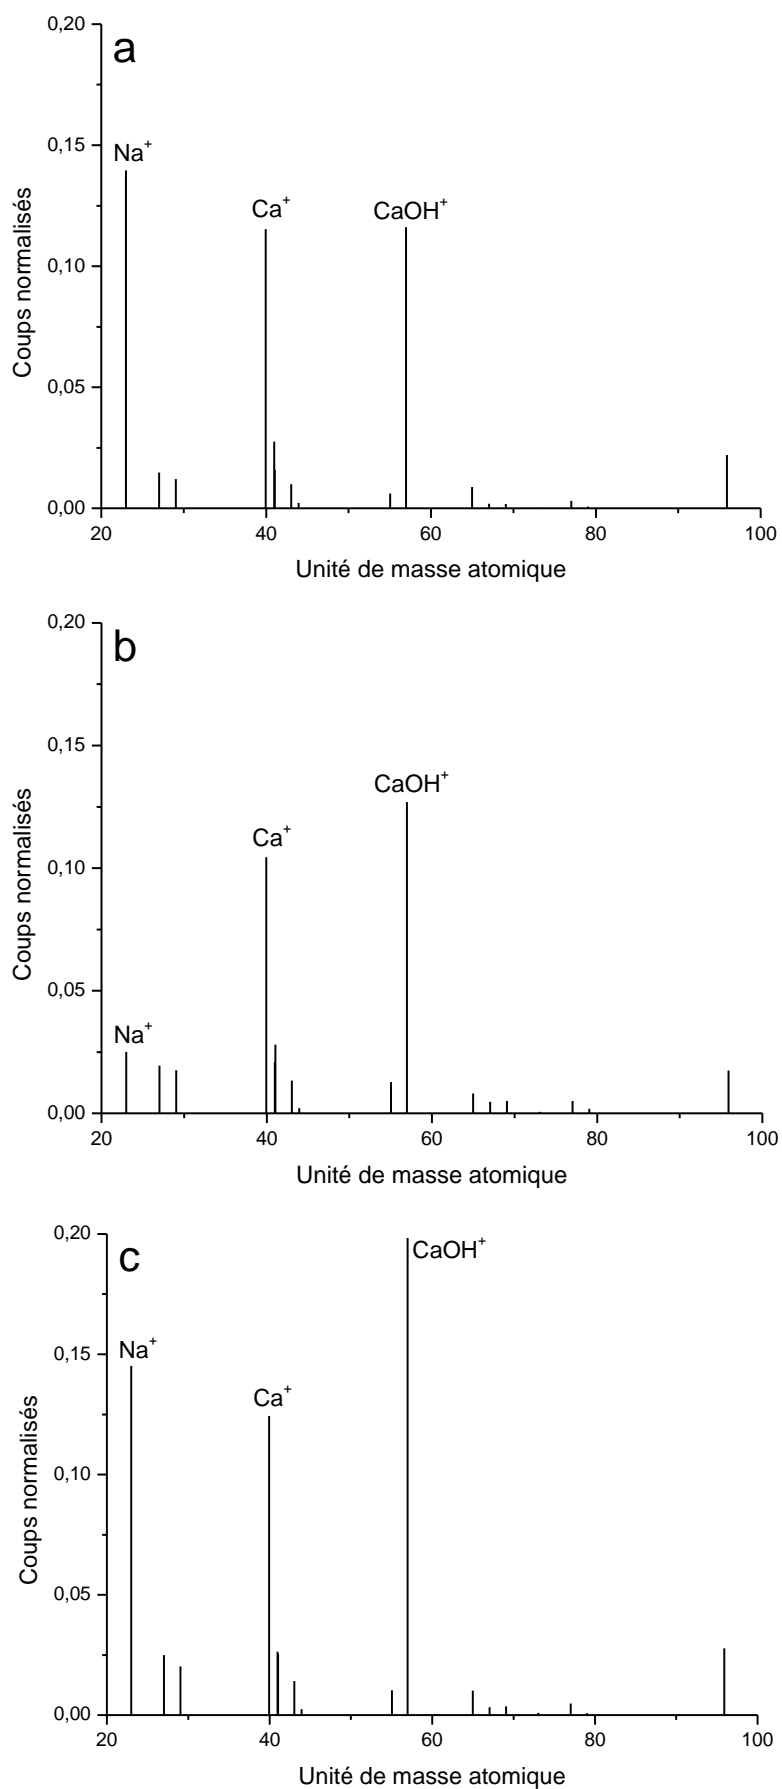 a
0,20
0,15
0,10
0,05
0,00
Na⁺
Ca⁺
CaOH⁺
20 40 60 80 100
Coups normalisés
Unité de masse atomique
b
0,20
0,15
0,10
0,05
0,00
CaOH⁺
Ca⁺
Na⁺
20 40 60 80 100
Coups normalisés
Unité de masse atomique
c
0,20
0,15
0,10
0,05
0,00
CaOH⁺
Na⁺
Ca⁺
20 40 60 80 100
Coups normalisés
Unité de masse atomique